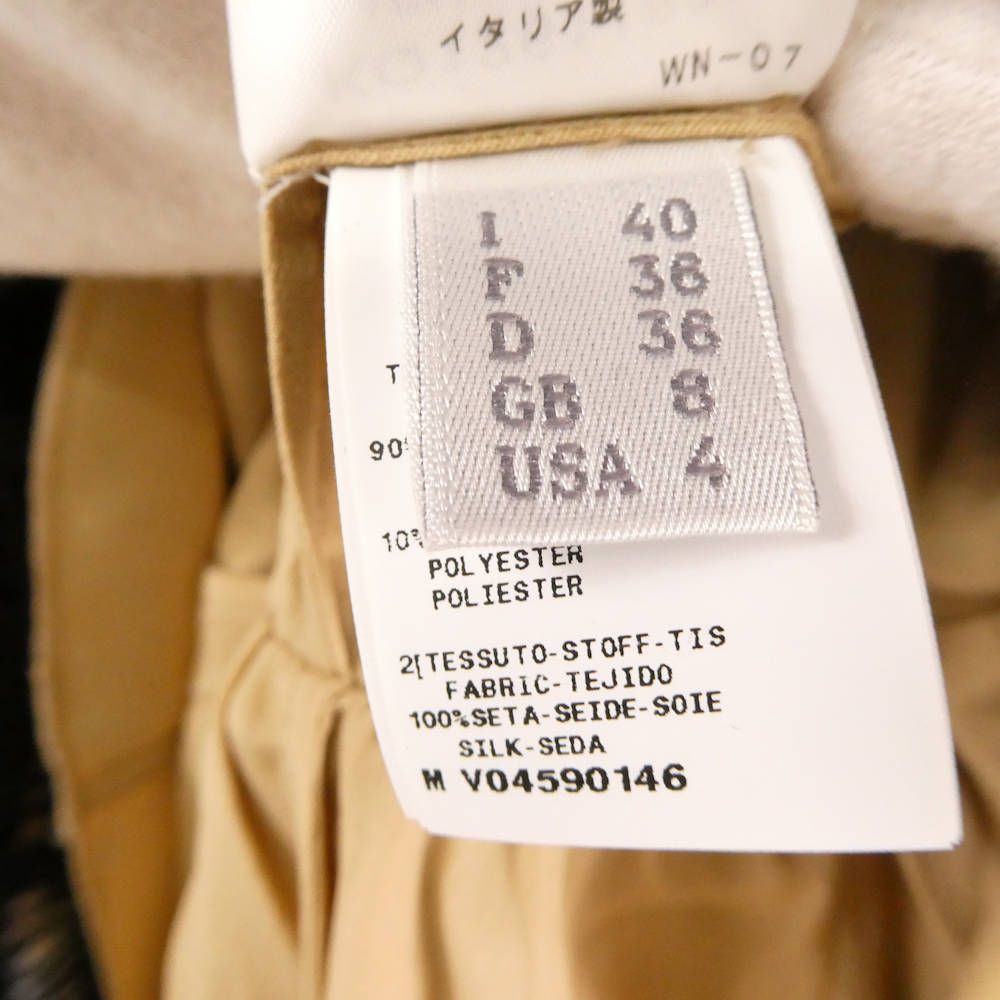 イタリア製
WN-07
I 40
F 36
D 36
GB 8
USA 4
T
90%
10%
POLYESTER
POLIESTER
2[TESSUTO-STOFF-TIS
FABRIC-TEJIDO
100%SETA-SEIDE-SOIE
SILK-SEDA
M V04590146